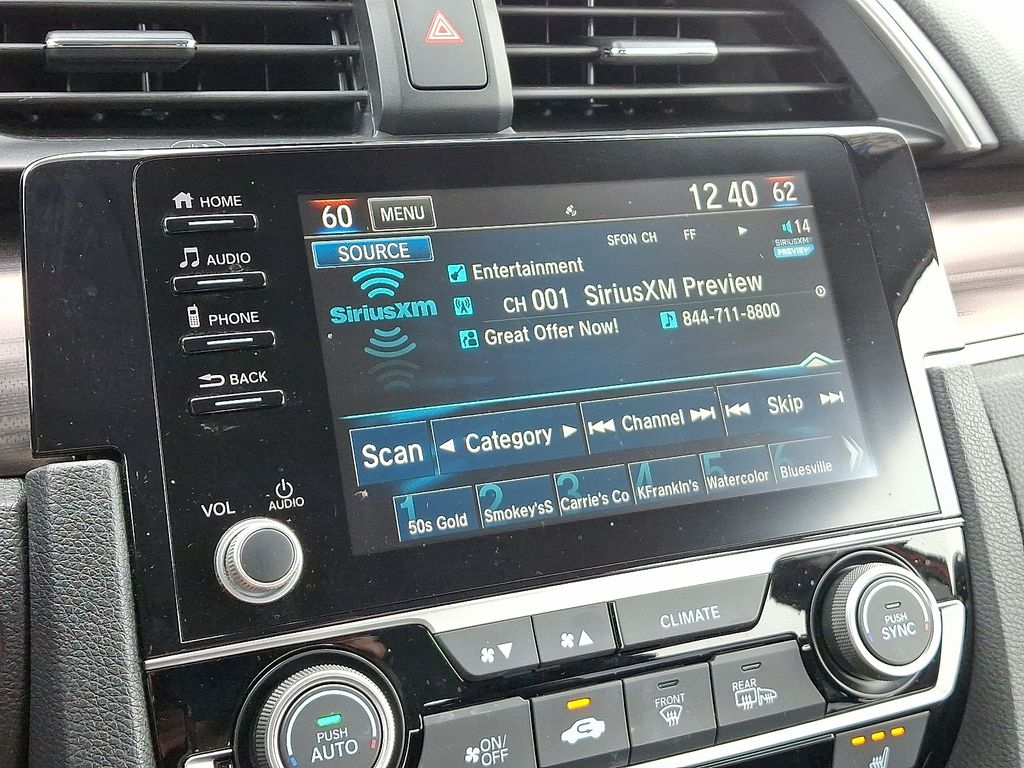 HOME
AUDIO
PHONE
BACK
VOL
AUDIO
60 MENU 12 40 62
SOURCE SFON CH FF 14
SIRIUSXM
PREVIEW
SiriusXM
Entertainment
CH 001 SiriusXM Preview
Great Offer Now! 844-711-8800
Scan Category Channel Skip
1 2 3 4 5 6
50s Gold Smokey'sS Carrie's Co KFrankln's Watercolor Bluesville
CLIMATE
PUSH
SYNC
PUSH
AUTO
ON/
OFF
FRONT
REAR